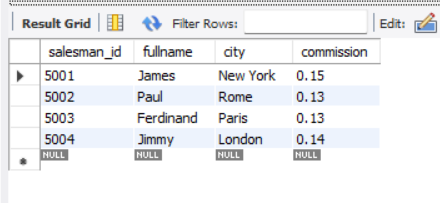 Result Grid Filter Rows: Edit:
salesman_id fullname city commission
5001 James New York 0.15
5002 Paul Rome 0.13
5003 Ferdinand Paris 0.13
5004 Jimmy London 0.14
NULL NULL NULL NULL